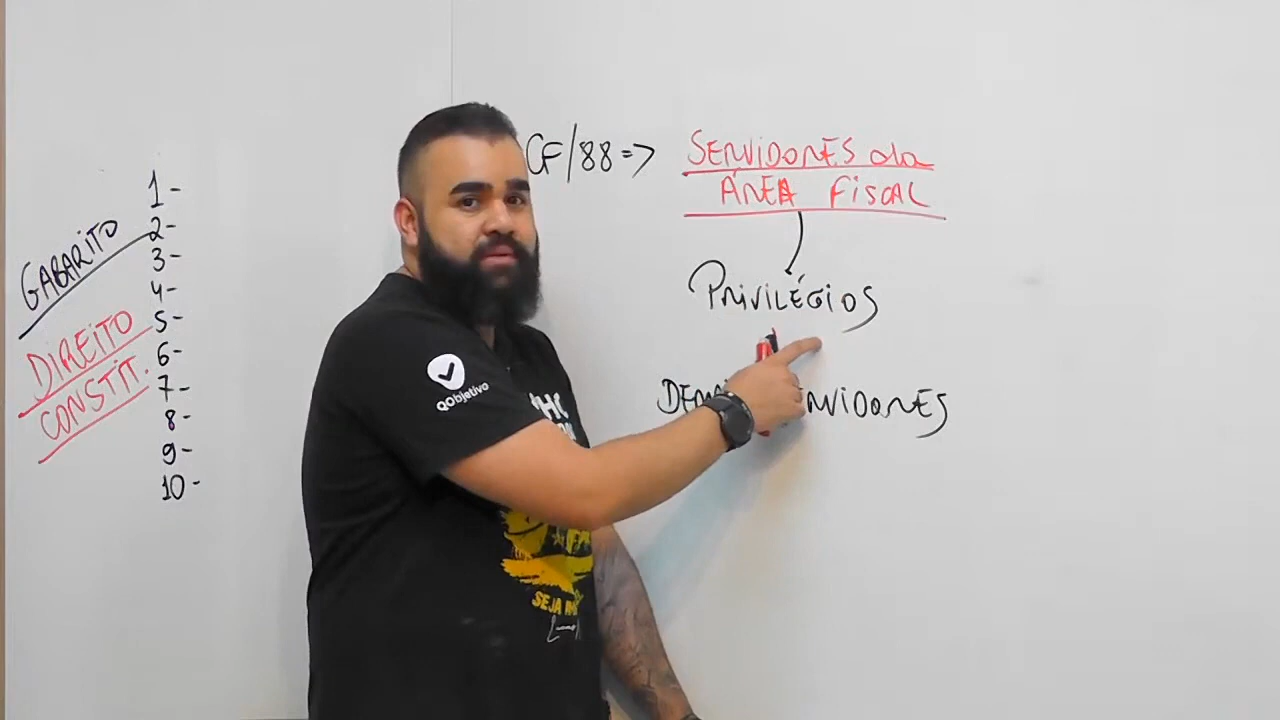 GABARITO
DIREITO
CONSTIT.
1-
2-
3-
4-
5-
6-
7-
8-
9-
10-
CF/88=>
SERVIDORES da
ÁREA FISCAL
PRIVILÉGIOS
SERVIDORES
QObjetivo
SEJA